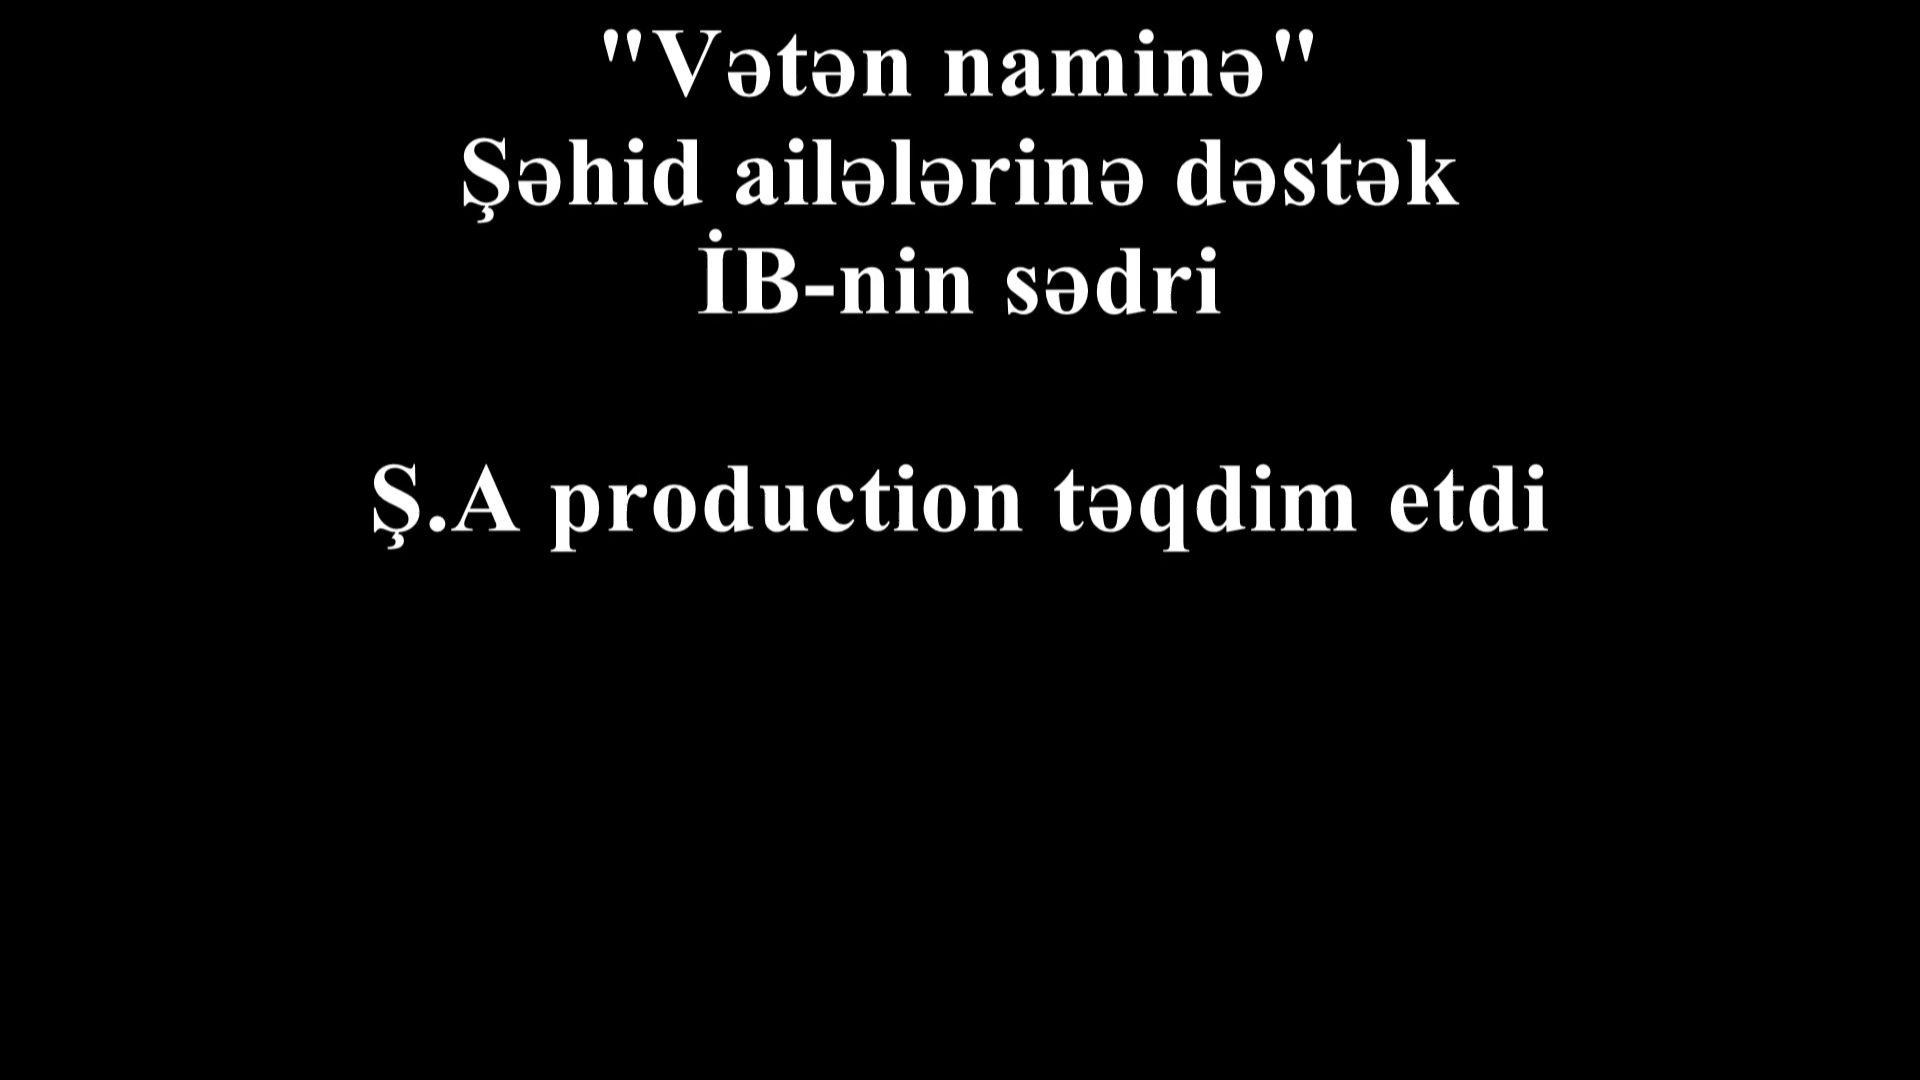 "Vətən naminə"
Şəhid ailələrinə dəstək
İB-nin sədri
Ş.A production təqdim etdi